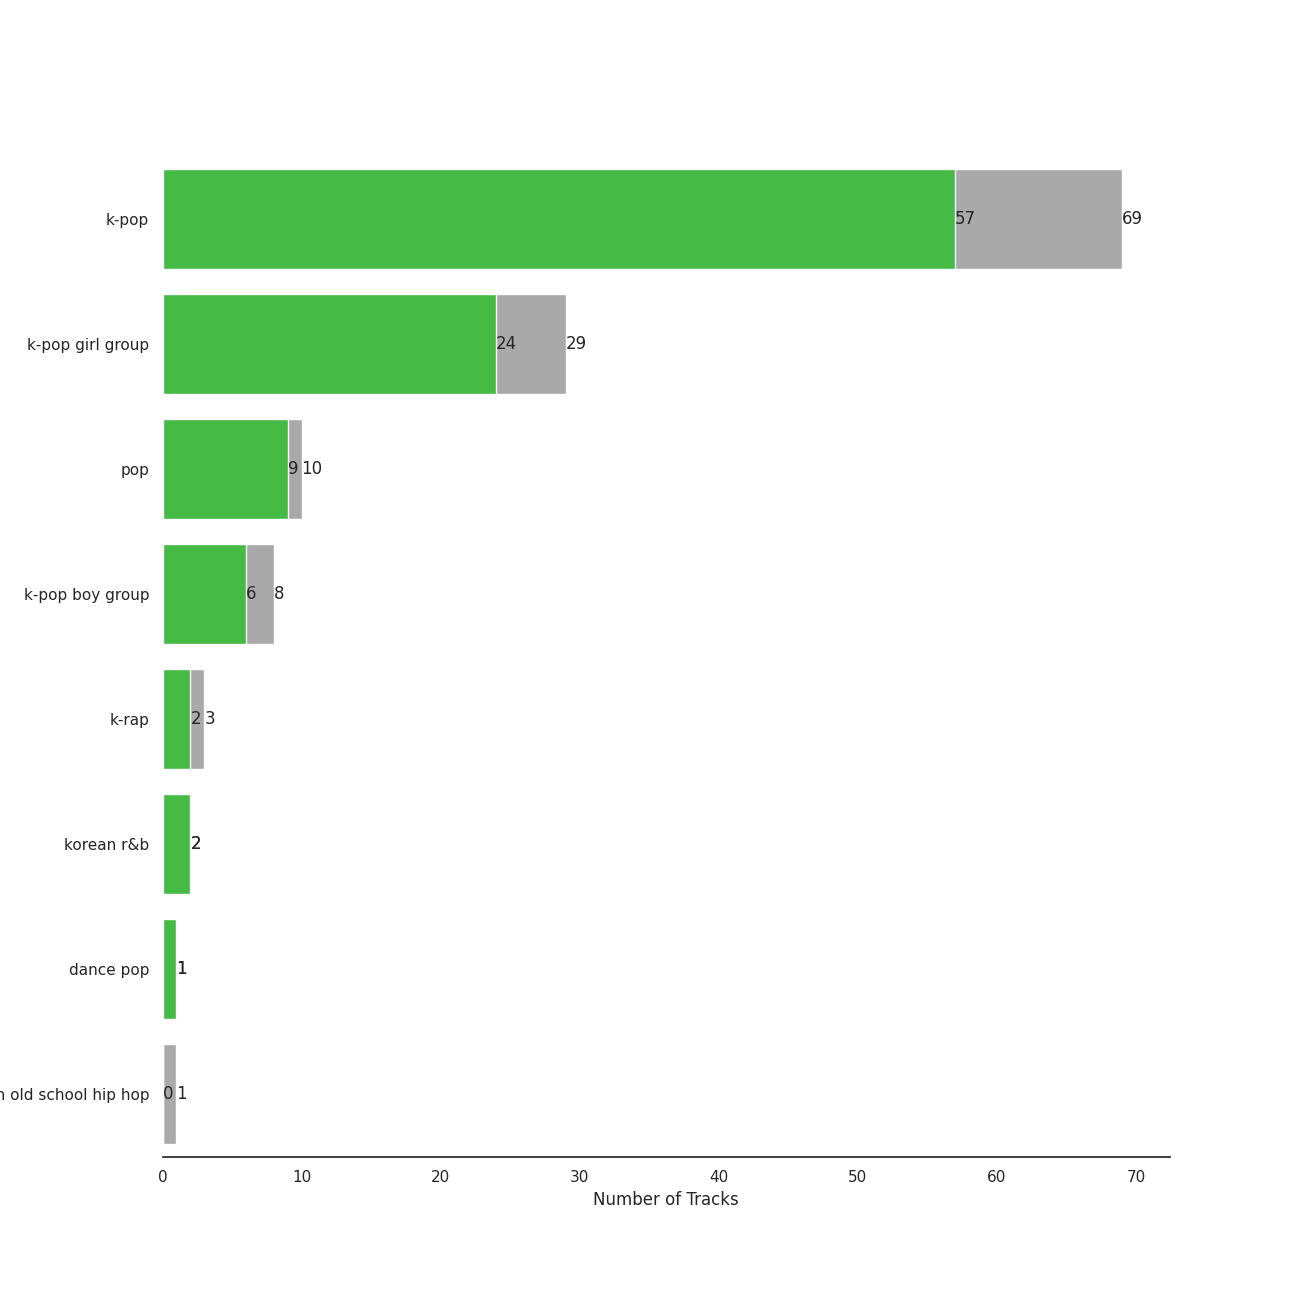 k-pop 57 69
k-pop girl group 24 29
pop 9 10
k-pop boy group 6 8
k-rap 2 3
korean r&b 2
dance pop 1
old school hip hop 0 1
0 10 20 30 40 50 60 70
Number of Tracks